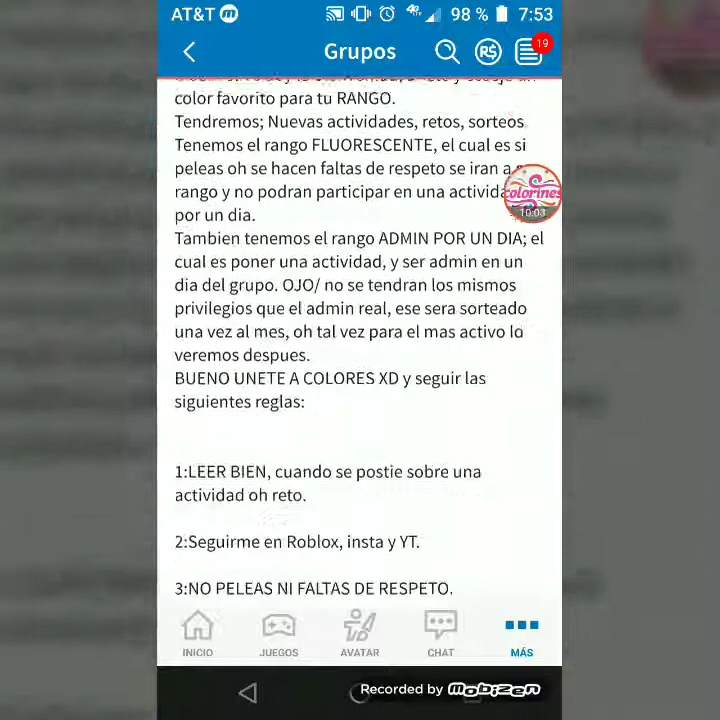 AT&T m 4G 98 % 7:53
Grupos R$ 19
color favorito para tu RANGO.
Tendremos; Nuevas actividades, retos, sorteos
Tenemos el rango FLUORESCENTE, el cual es si
peleas oh se hacen faltas de respeto se iran a
rango y no podran participar en una activida
colorines
por un dia.
10:03
Tambien tenemos el rango ADMIN POR UN DIA; el
cual es poner una actividad, y ser admin en un
dia del grupo. OJO/ no se tendran los mismos
privilegios que el admin real, ese sera sorteado
una vez al mes, oh tal vez para el mas activo lo
veremos despues.
BUENO UNETE A COLORES XD y seguir las
siguientes reglas:
1:LEER BIEN, cuando se postie sobre una
actividad oh reto.
2:Seguirme en Roblox, insta y YT.
3:NO PELEAS NI FALTAS DE RESPETO.
INICIO JUEGOS AVATAR CHAT MÁS
Recorded by mobizen